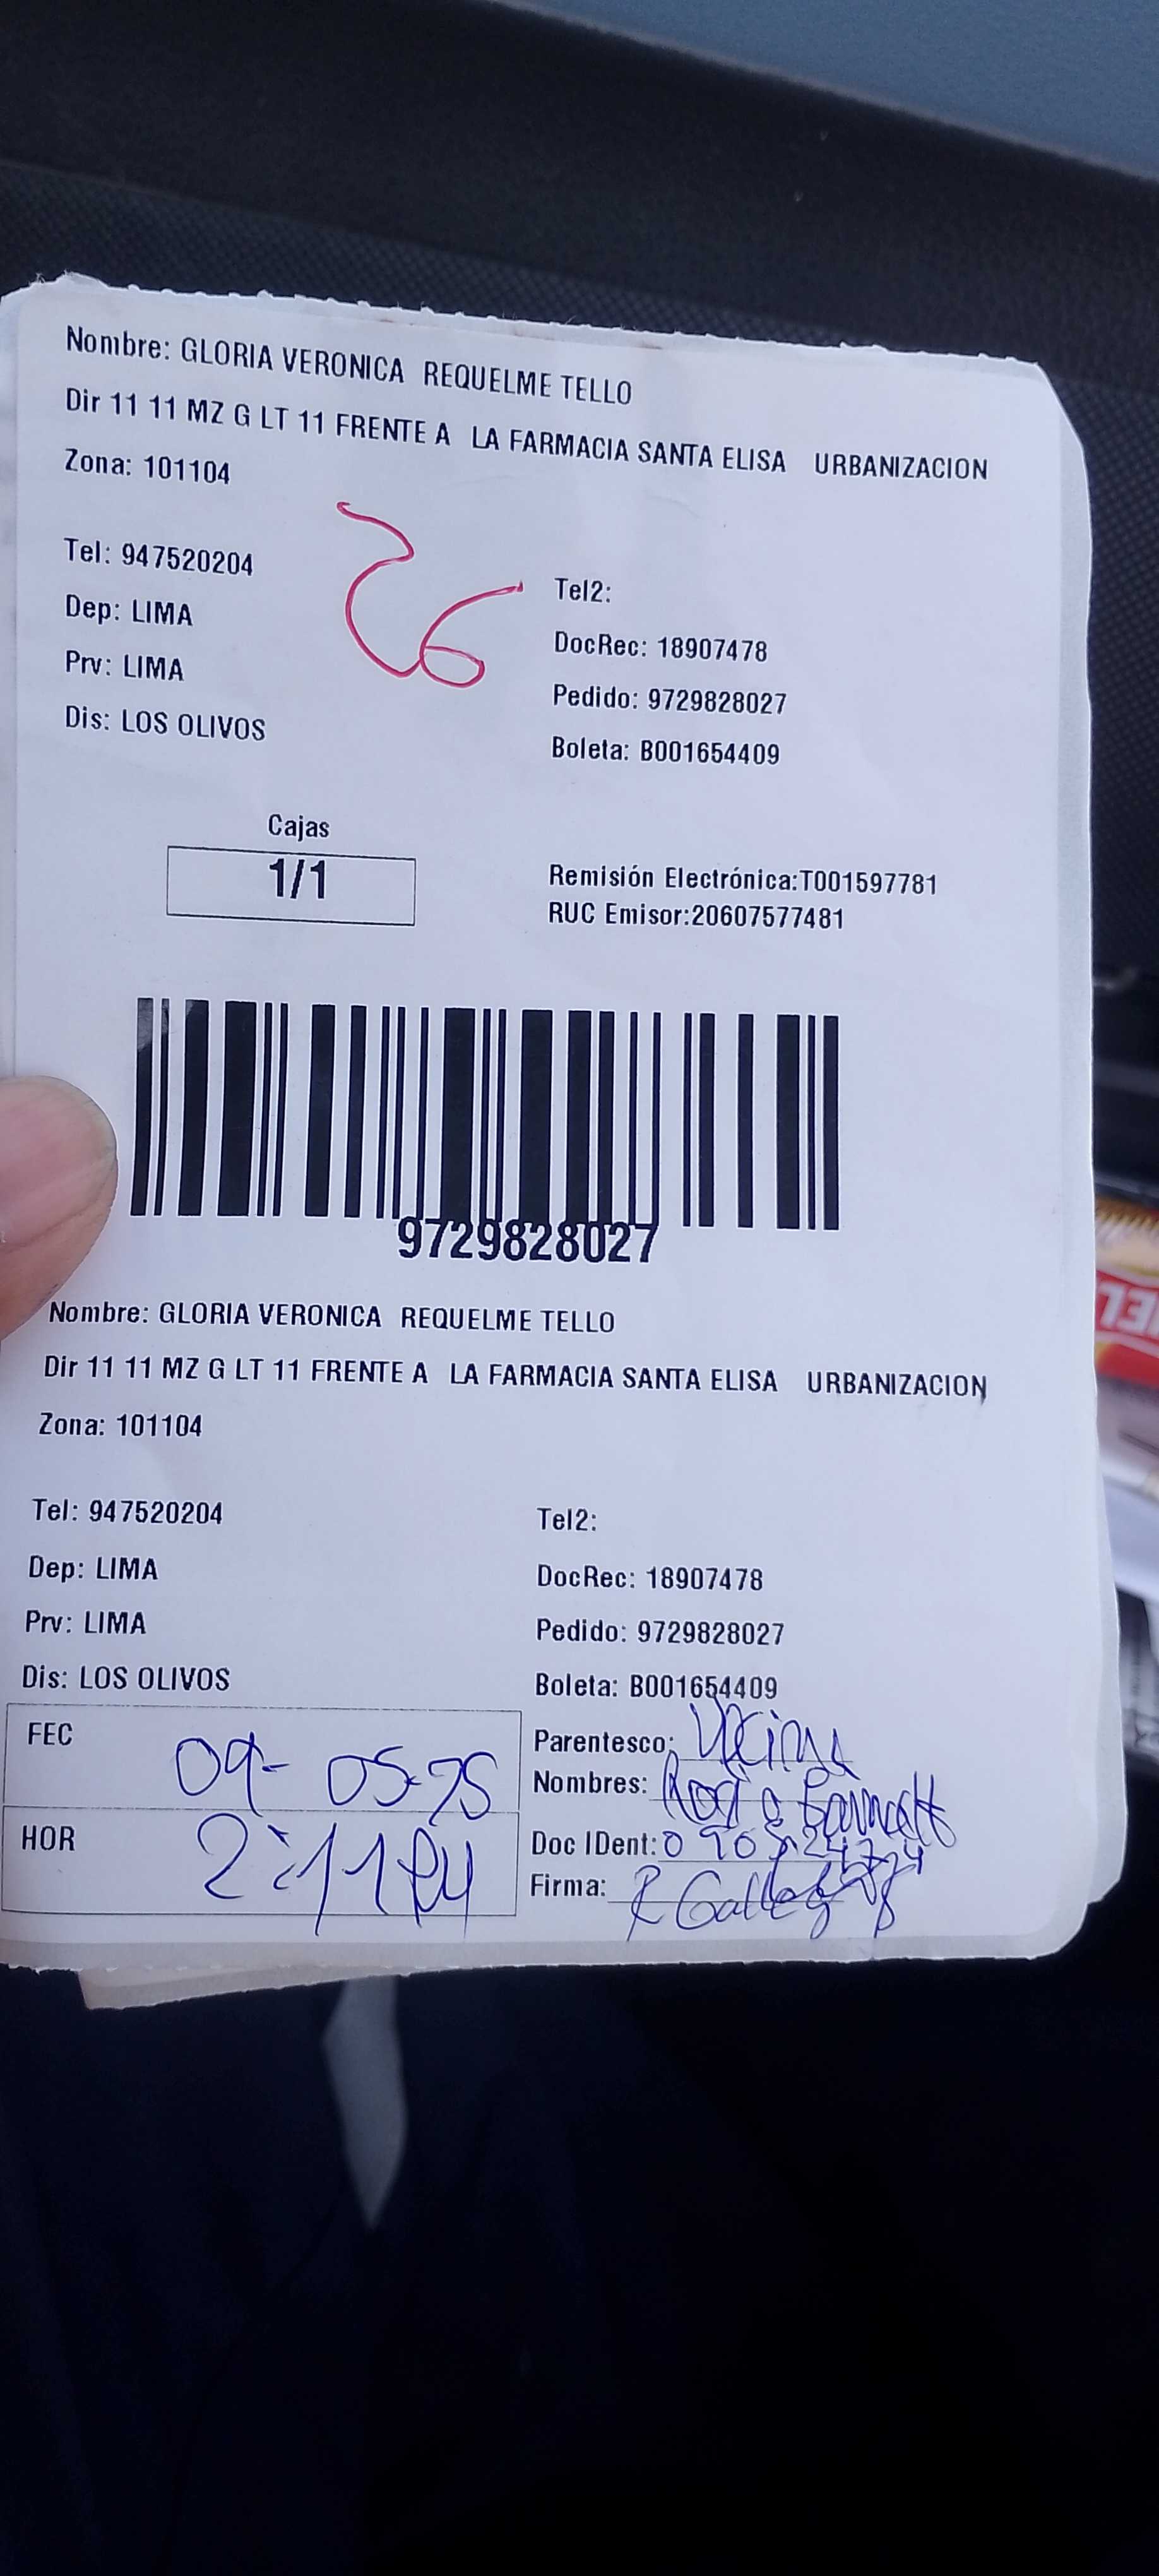 Nombre: GLORIA VERONICA REQUELME TELLO
Dir 11 11 MZ G LT 11 FRENTE A LA FARMACIA SANTA ELISA URBANIZACION
Zona: 101104
26
Tel: 947520204
Tel2:
Dep: LIMA
DocRec: 18907478
Prv: LIMA
Pedido: 9729828027
Dis: LOS OLIVOS
Boleta: B001654409
Cajas
1/1
Remisión Electrónica:T001597781
RUC Emisor:20607577481
9729828027
Nombre: GLORIA VERONICA REQUELME TELLO
Dir 11 11 MZ G LT 11 FRENTE A LA FARMACIA SANTA ELISA URBANIZACION
Zona: 101104
Tel: 947520204
Tel2:
Dep: LIMA
DocRec: 18907478
Prv: LIMA
Pedido: 9729828027
Dis: LOS OLIVOS
Boleta: B001654409
FEC 09-05-25
Parentesco: Vecina
Nombres:
HOR 2:11 PM
Doc IDent:
Firma: R